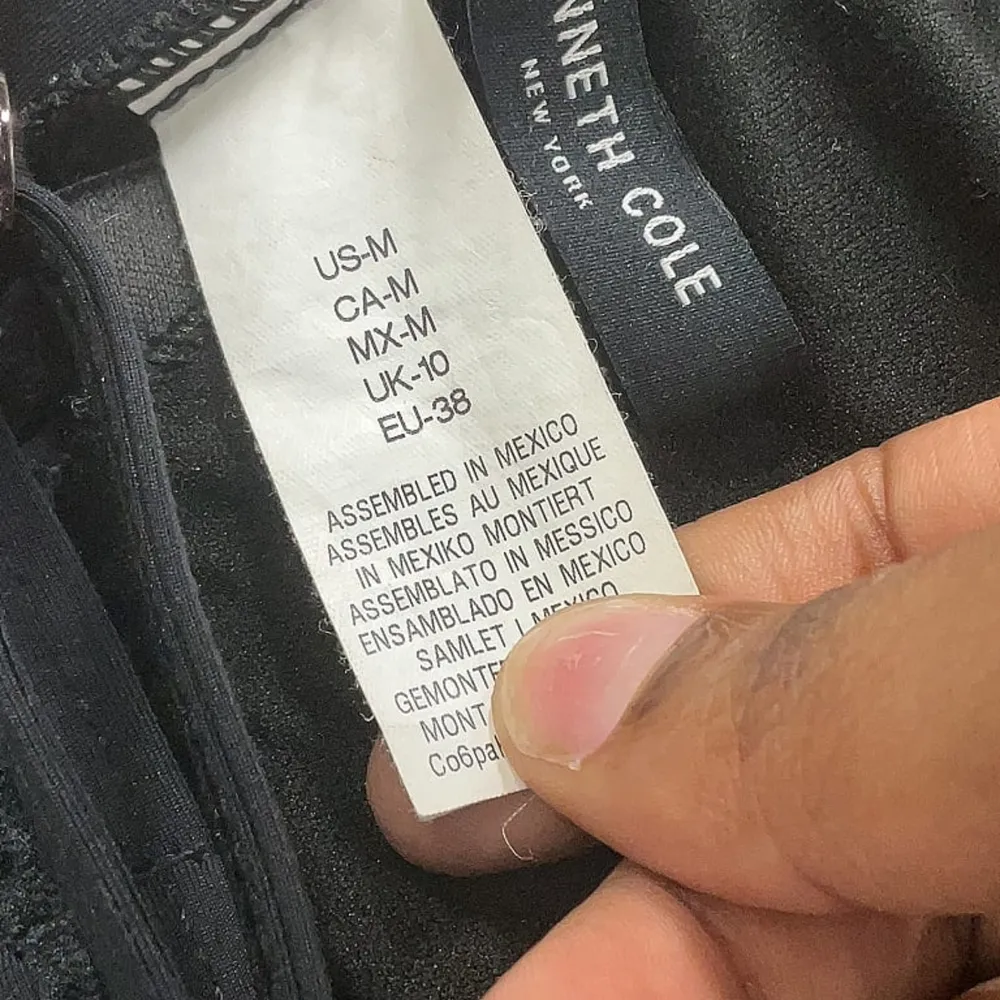 NNETH COLE
NEW YORK
US-M
CA-M
MX-M
UK-10
EU-38
ASSEMBLED IN MEXICO
ASSEMBLES AU MEXIQUE
IN MEXIKO MONTIERT
ASSEMBLATO IN MESSICO
ENSAMBLADO EN MEXICO
SAMLET I MEXICO
GEMONTE
MONT
Co6pa